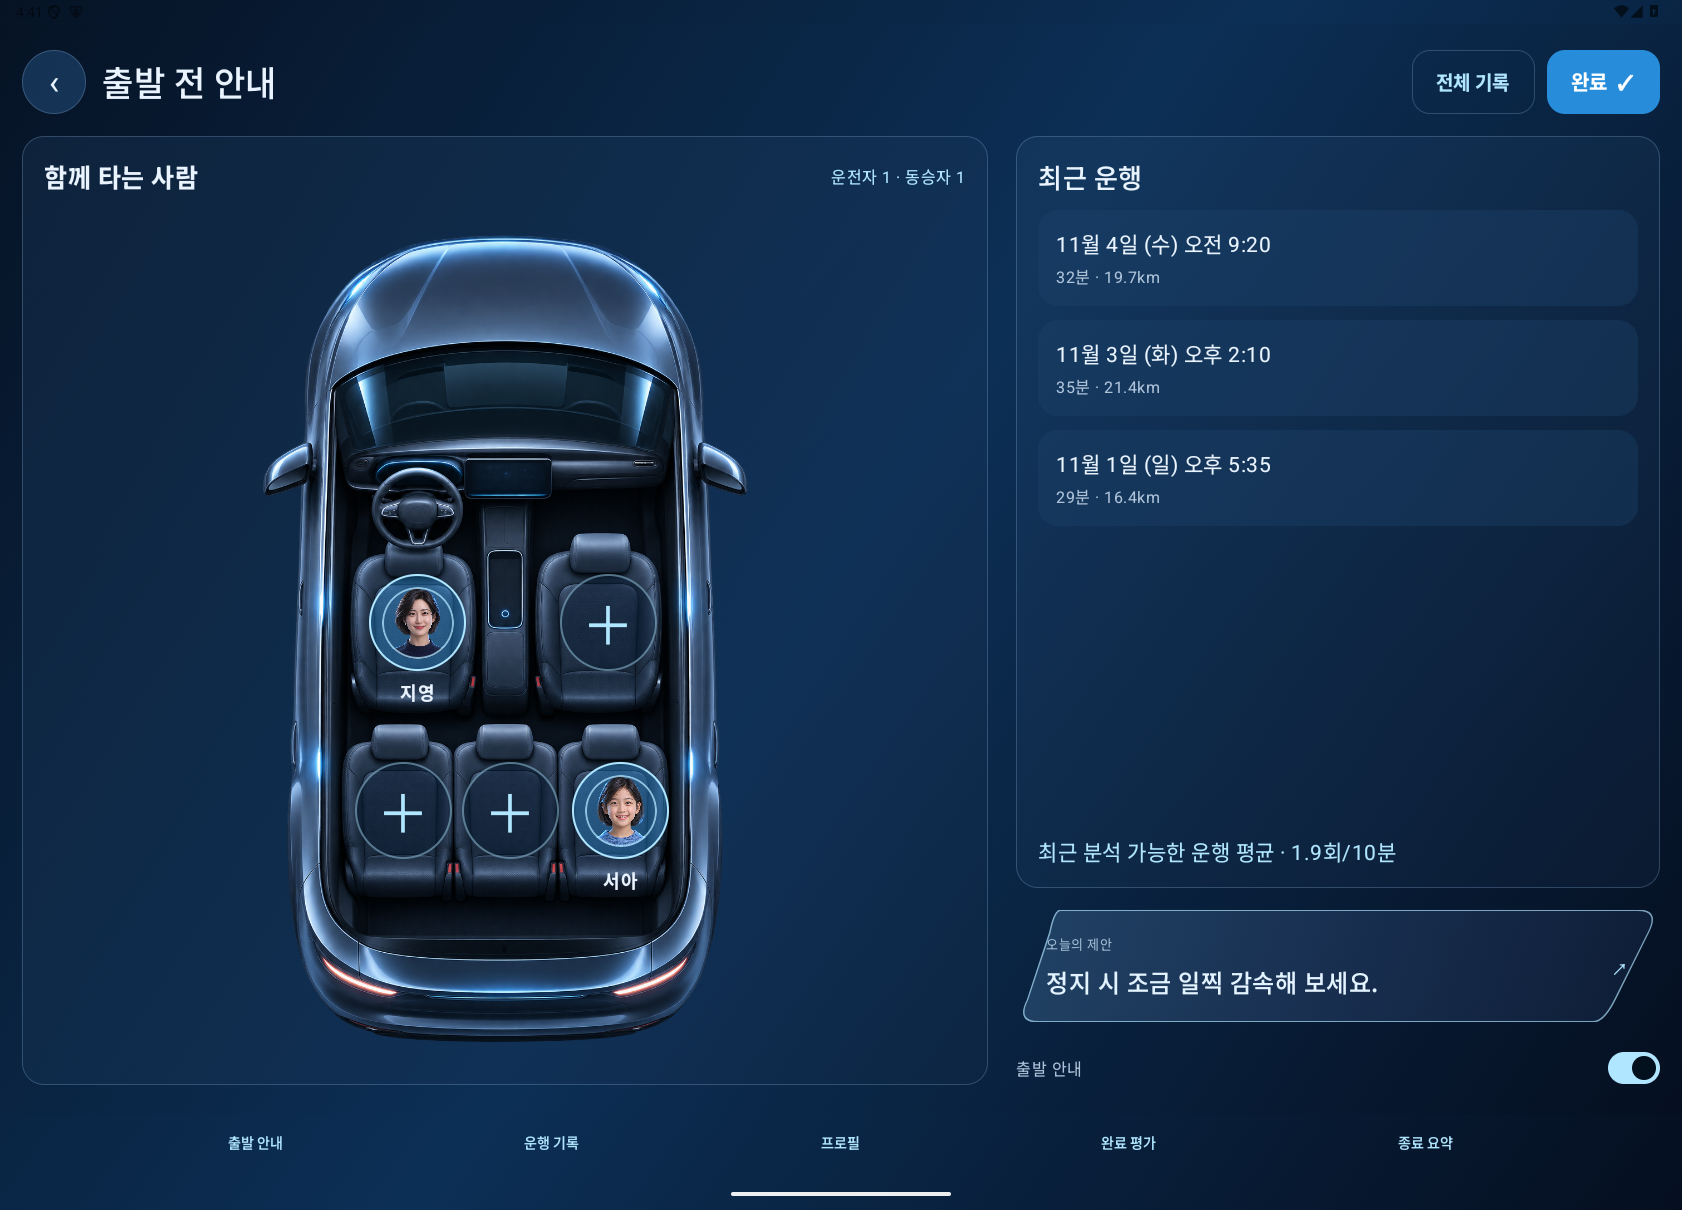 4:41
출발 전 안내
전체 기록
완료 ✓
함께 타는 사람
운전자 1 · 동승자 1
지영
서아
최근 운행
11월 4일 (수) 오전 9:20
32분 · 19.7km
11월 3일 (화) 오후 2:10
35분 · 21.4km
11월 1일 (일) 오후 5:35
29분 · 16.4km
최근 분석 가능한 운행 평균 · 1.9회/10분
오늘의 제안
정지 시 조금 일찍 감속해 보세요.
출발 안내
출발 안내
운행 기록
프로필
완료 평가
종료 요약